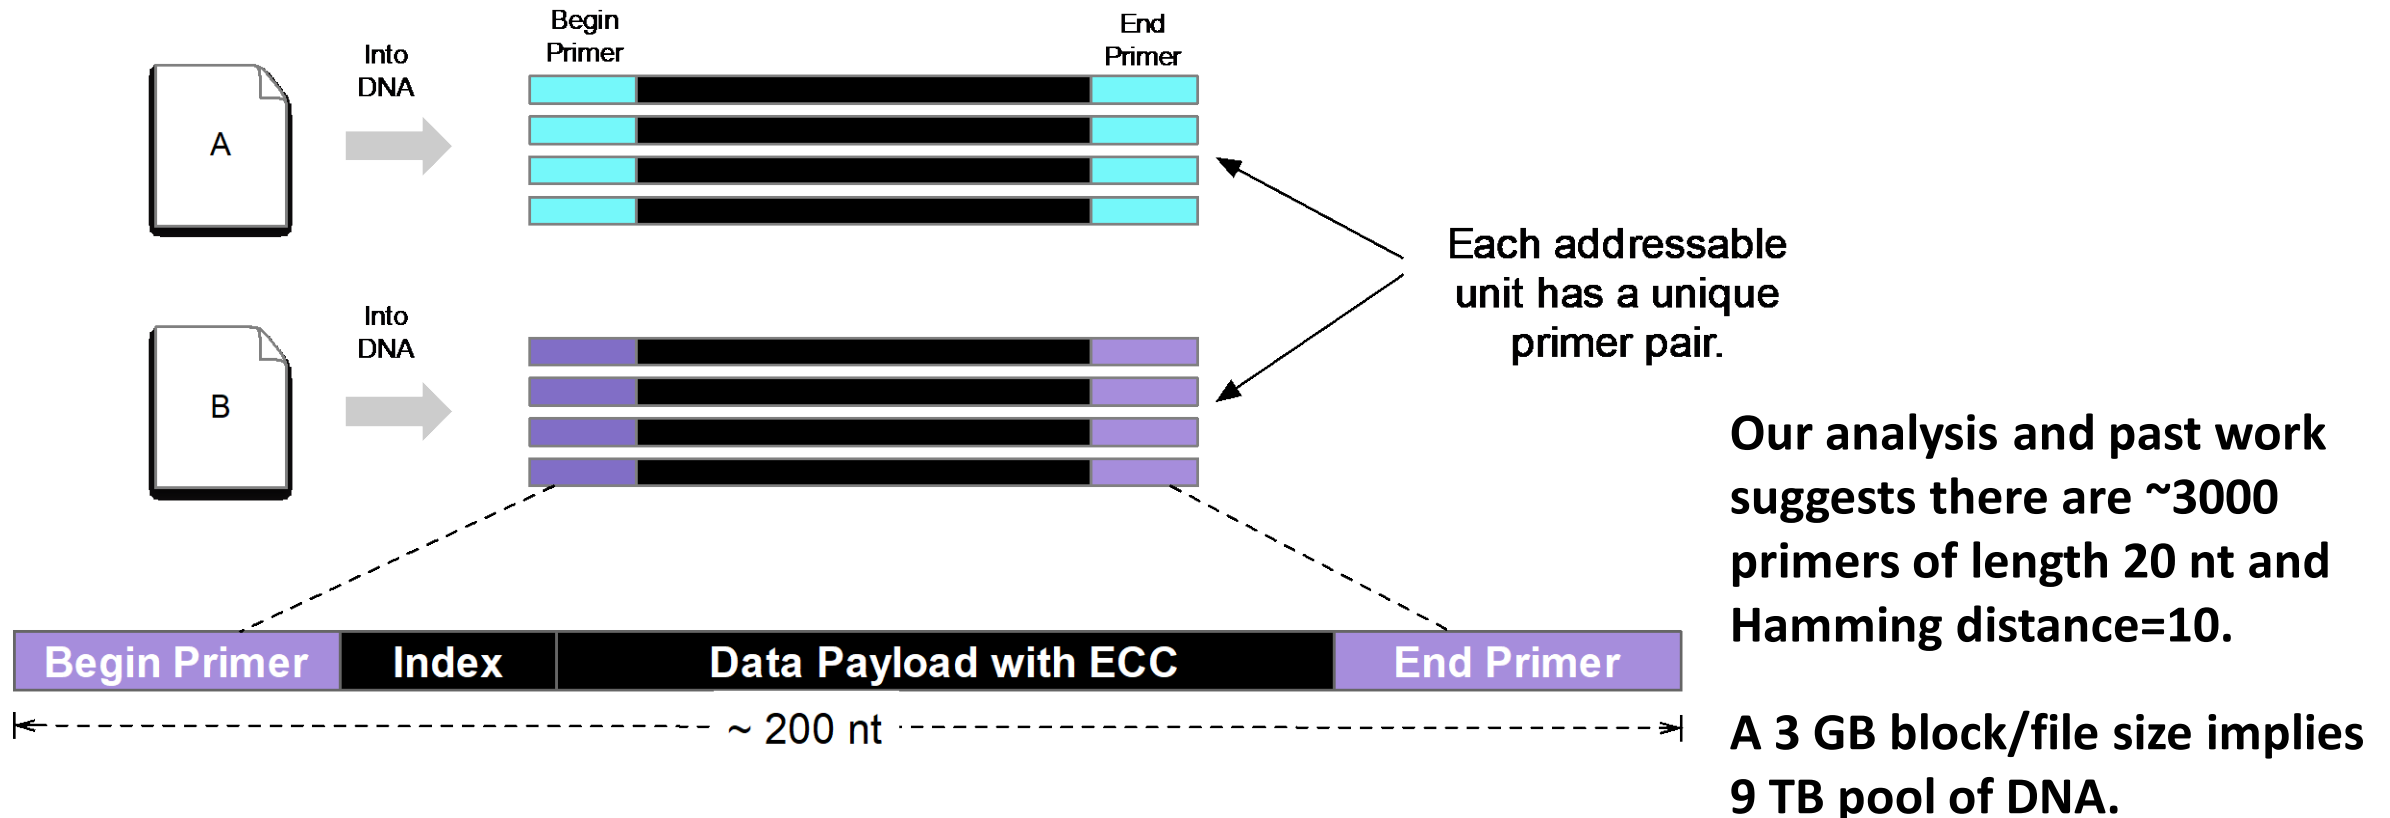 Begin
Primer
End
Primer
Into
DNA
A
Into
DNA
B
Each addressable
unit has a unique
primer pair.
Our analysis and past work
suggests there are ~3000
primers of length 20 nt and
Hamming distance=10.
A 3 GB block/file size implies
9 TB pool of DNA.
Begin Primer
Index
Data Payload with ECC
End Primer
~ 200 nt